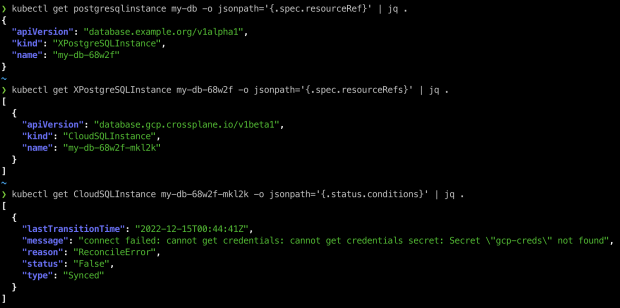 ❯ kubectl get postgresqlinstance my-db -o jsonpath='{.spec.resourceRef}' | jq .
{
  "apiVersion": "database.example.org/v1alpha1",
  "kind": "XPostgreSQLInstance",
  "name": "my-db-68w2f"
}
~
❯ kubectl get XPostgreSQLInstance my-db-68w2f -o jsonpath='{.spec.resourceRefs}' | jq .
[
  {
    "apiVersion": "database.gcp.crossplane.io/v1beta1",
    "kind": "CloudSQLInstance",
    "name": "my-db-68w2f-mkl2k"
  }
]
~
❯ kubectl get CloudSQLInstance my-db-68w2f-mkl2k -o jsonpath='{.status.conditions}' | jq .
[
  {
    "lastTransitionTime": "2022-12-15T00:44:41Z",
    "message": "connect failed: cannot get credentials: cannot get credentials secret: Secret \"gcp-creds\" not found",
    "reason": "ReconcileError",
    "status": "False",
    "type": "Synced"
  }
]